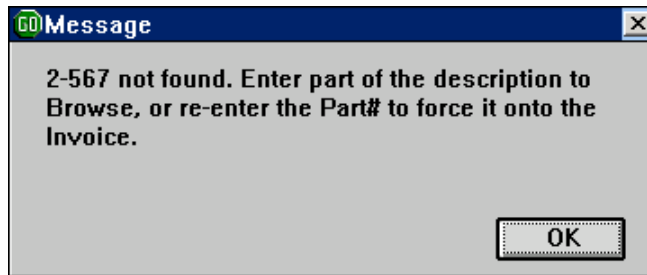 GO Message
2-567 not found. Enter part of the description to
Browse, or re-enter the Part# to force it onto the
Invoice.
OK